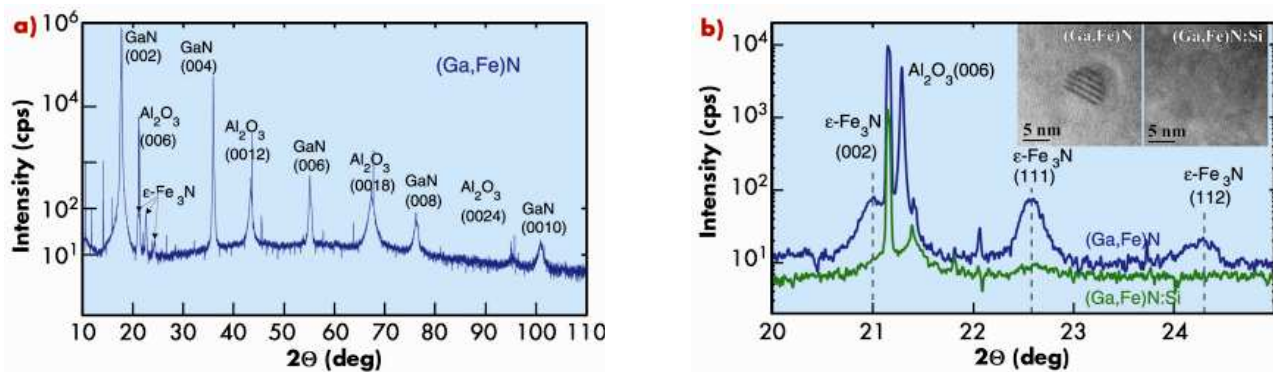 a)
10⁶
10⁴
10²
10¹
Intensity (cps)
GaN
(002)
Al₂O₃
(006)
ε-Fe₃N
GaN
(004)
Al₂O₃
(0012)
GaN
(006)
Al₂O₃
(0018)
GaN
(008)
Al₂O₃
(0024)
GaN
(0010)
(Ga,Fe)N
10 20 30 40 50 60 70 80 90 100 110
2Θ (deg)
b)
10⁴
10³
10²
10¹
Intensity (cps)
ε-Fe₃N
(002)
Al₂O₃(006)
ε-Fe₃N
(111)
ε-Fe₃N
(112)
(Ga,Fe)N
5 nm
(Ga,Fe)N:Si
5 nm
(Ga,Fe)N
(Ga,Fe)N:Si
20 21 22 23 24
2Θ (deg)